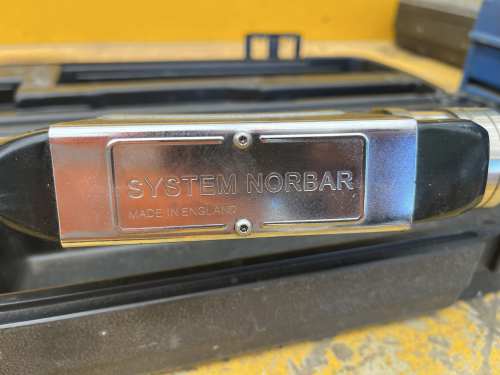 SYSTEM NORBAR
MADE IN ENGLAND